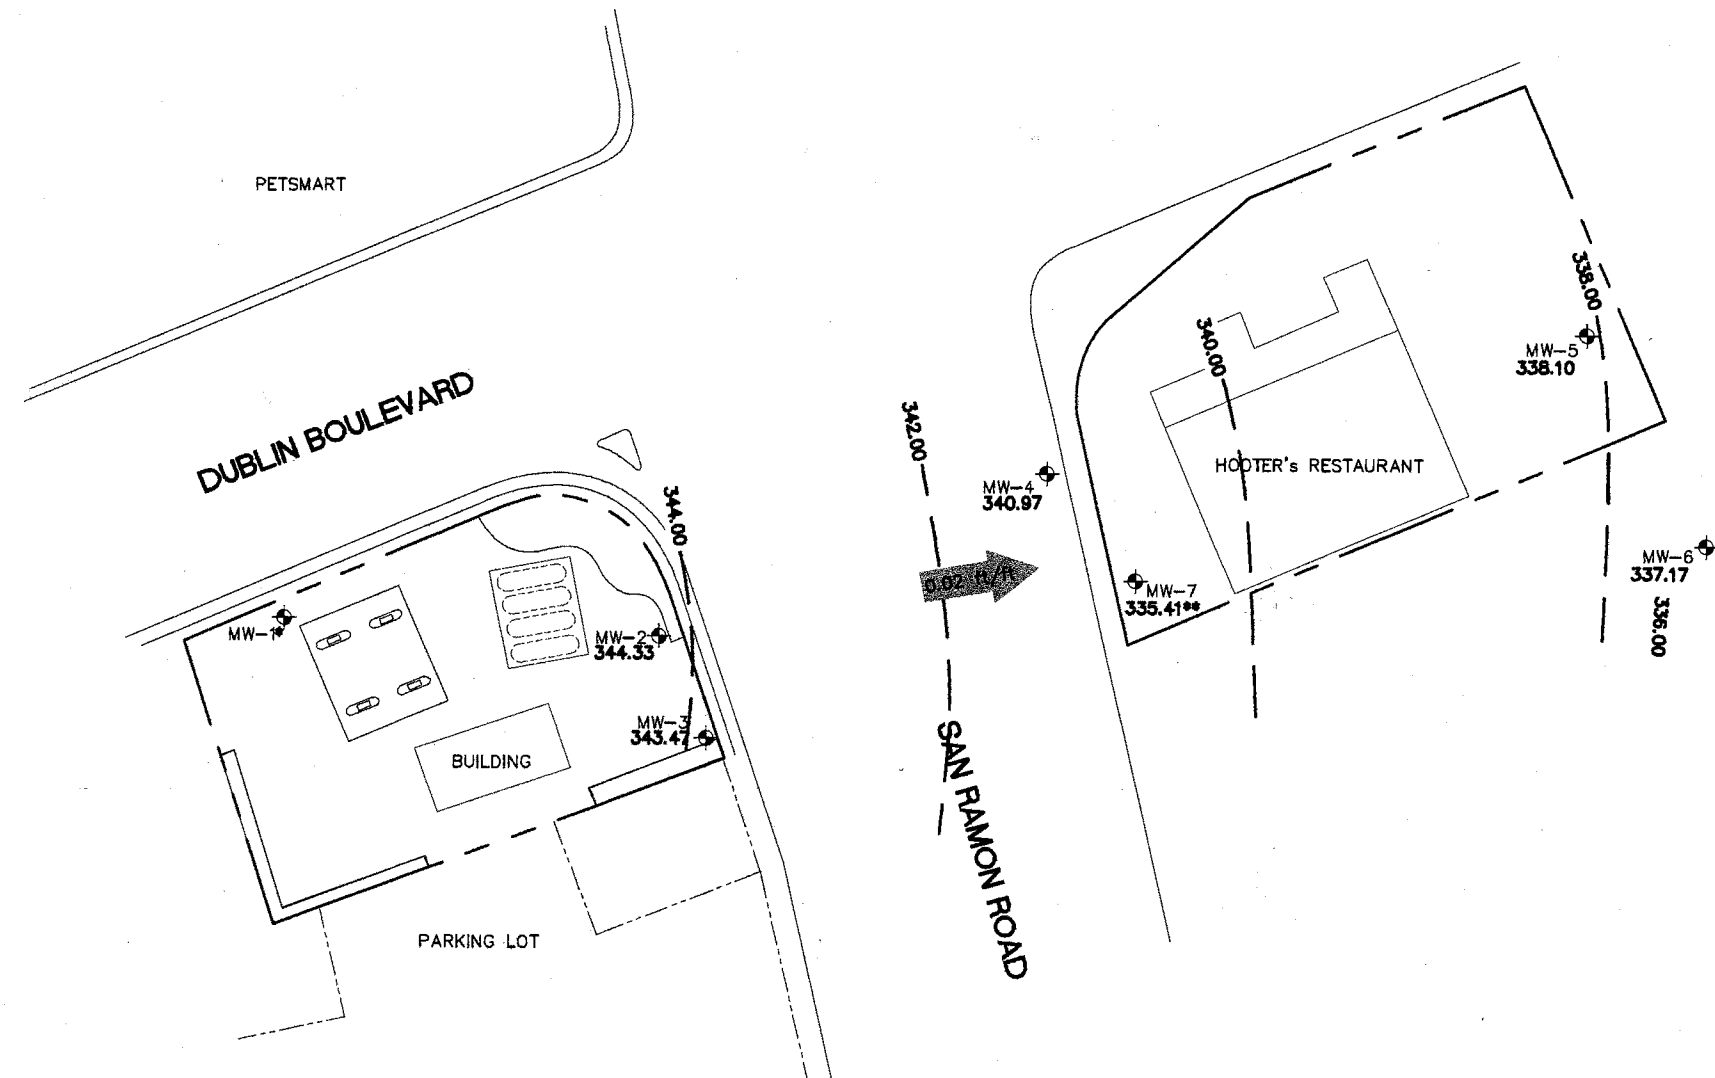 PETSMART
DUBLIN BOULEVARD
344.00
MW-1*
MW-2
344.33
MW-3
343.47
BUILDING
PARKING LOT
342.00
MW-4
340.97
0.02 ft/ft
SAN RAMON ROAD
340.00
HOOTER's RESTAURANT
MW-7
335.41**
338.00
MW-5
338.10
MW-6
337.17
336.00